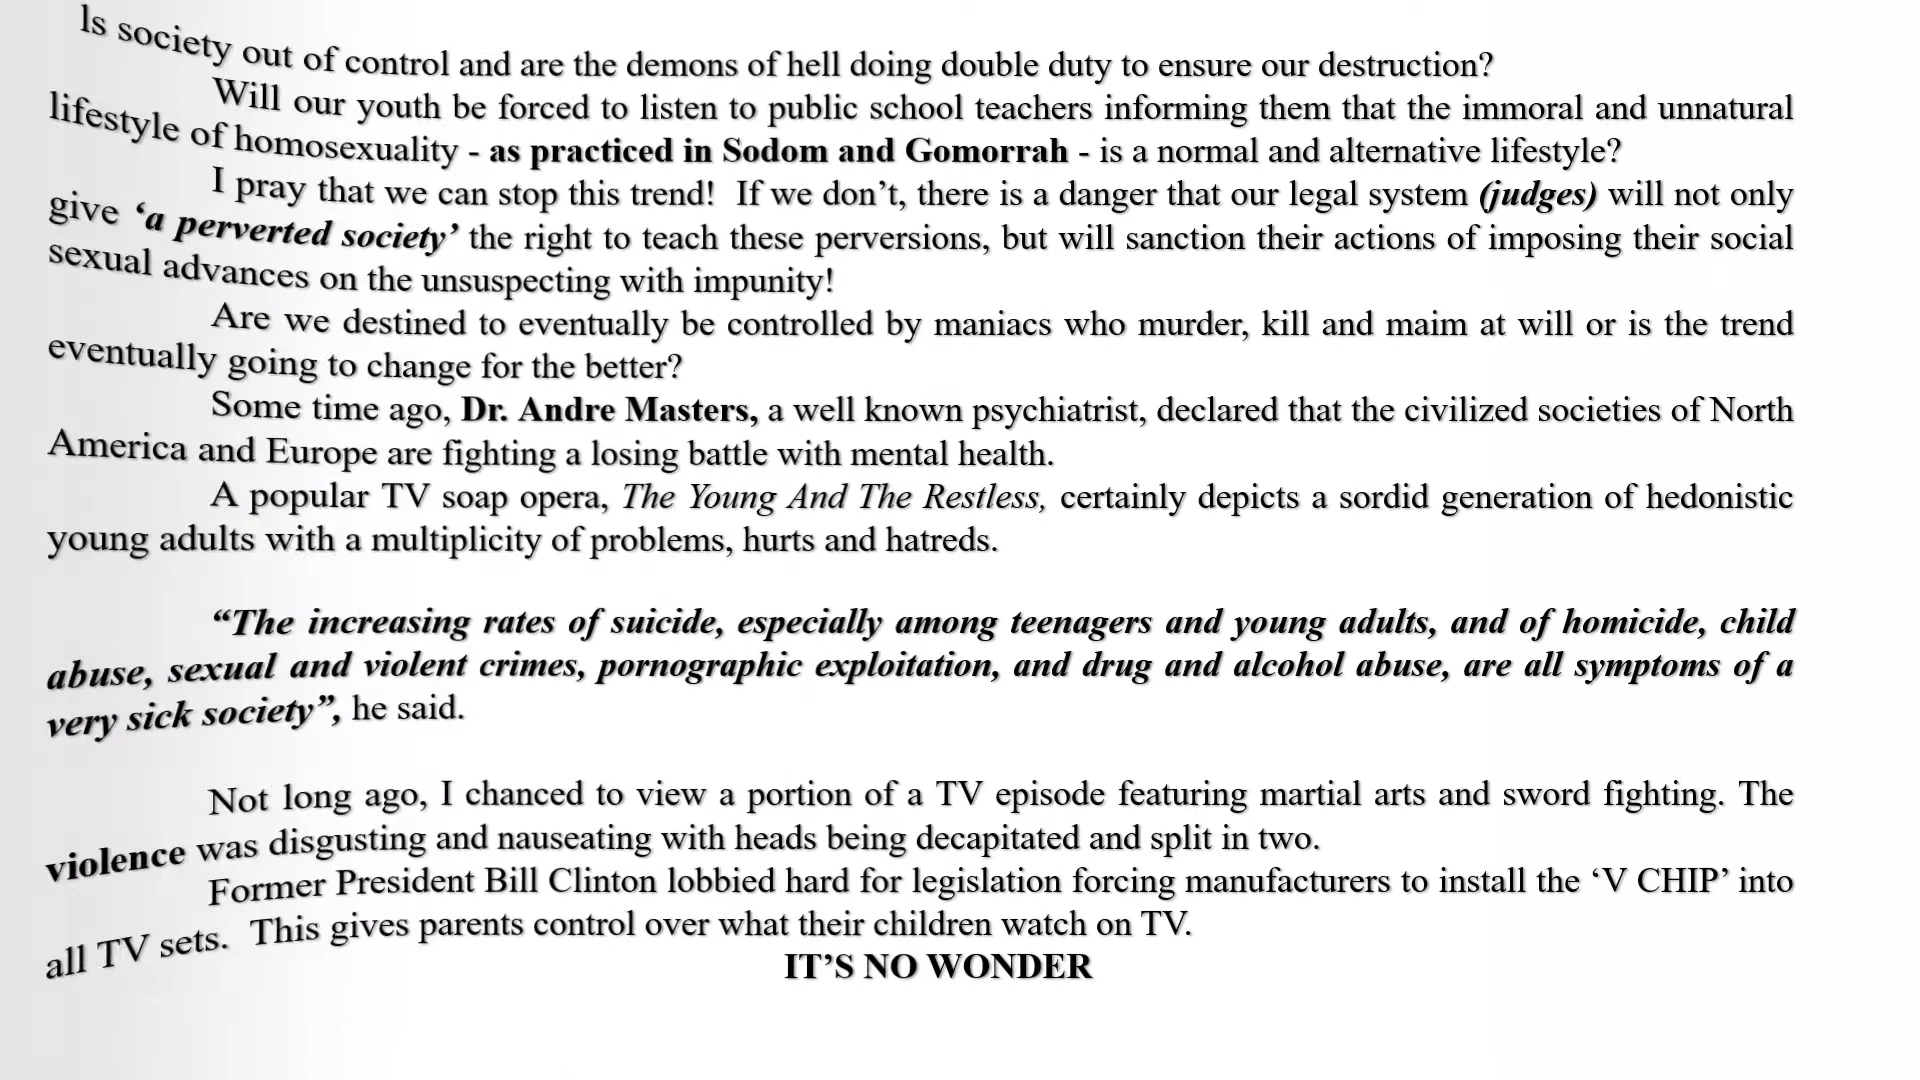 Is society out of control and are the demons of hell doing double duty to ensure our destruction?
Will our youth be forced to listen to public school teachers informing them that the immoral and unnatural
lifestyle of homosexuality - as practiced in Sodom and Gomorrah - is a normal and alternative lifestyle?
I pray that we can stop this trend!  If we don’t, there is a danger that our legal system (judges) will not only
give ‘a perverted society’ the right to teach these perversions, but will sanction their actions of imposing their social
sexual advances on the unsuspecting with impunity!
Are we destined to eventually be controlled by maniacs who murder, kill and maim at will or is the trend
eventually going to change for the better?
Some time ago, Dr. Andre Masters, a well known psychiatrist, declared that the civilized societies of North
America and Europe are fighting a losing battle with mental health.
A popular TV soap opera, The Young And The Restless, certainly depicts a sordid generation of hedonistic
young adults with a multiplicity of problems, hurts and hatreds.
“The increasing rates of suicide, especially among teenagers and young adults, and of homicide, child
abuse, sexual and violent crimes, pornographic exploitation, and drug and alcohol abuse, are all symptoms of a
very sick society”, he said.
Not long ago, I chanced to view a portion of a TV episode featuring martial arts and sword fighting. The
violence was disgusting and nauseating with heads being decapitated and split in two.
Former President Bill Clinton lobbied hard for legislation forcing manufacturers to install the ‘V CHIP’ into
all TV sets.  This gives parents control over what their children watch on TV.
IT’S NO WONDER